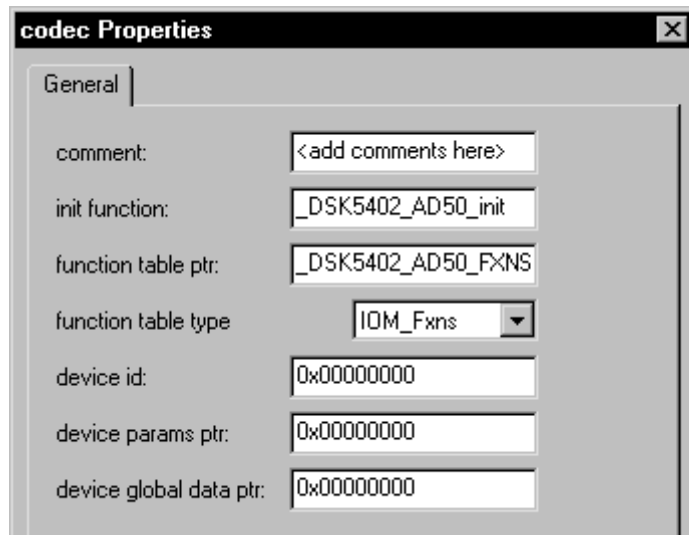 codec Properties
General
comment: <add comments here>
init function: _DSK5402_AD50_init
function table ptr: _DSK5402_AD50_FXNS
function table type IOM_Fxns
device id: 0x00000000
device params ptr: 0x00000000
device global data ptr: 0x00000000